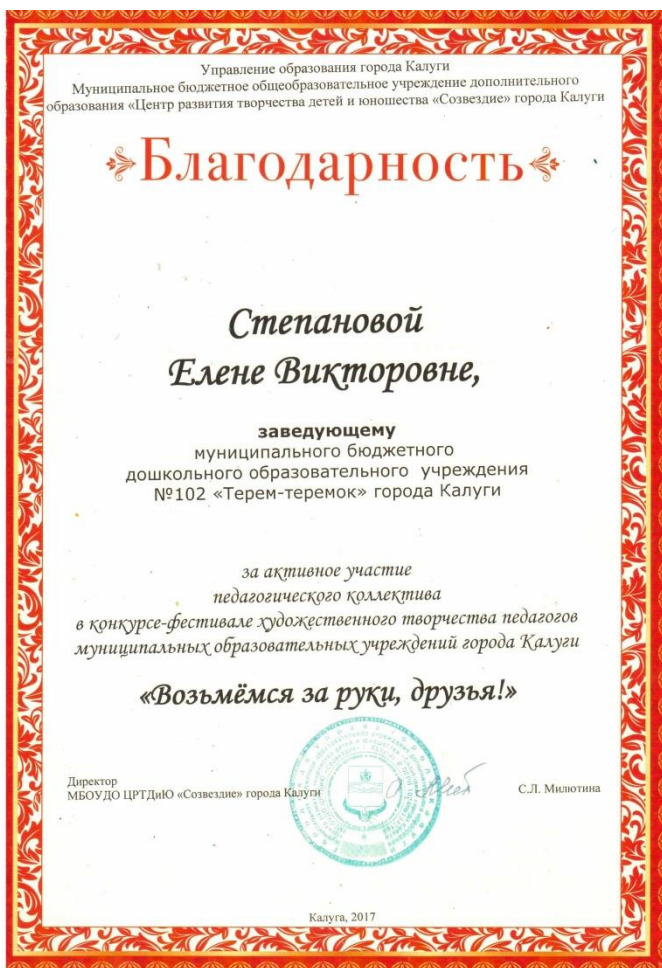 Управление образования города Калуги
Муниципальное бюджетное общеобразовательное учреждение дополнительного
образования «Центр развития творчества детей и юношества «Созвездие» города Калуги
Благодарность
Степановой
Елене Викторовне,
заведующему
муниципального бюджетного
дошкольного образовательного учреждения
№102 «Терем-теремок» города Калуги
за активное участие
педагогического коллектива
в конкурсе-фестивале художественного творчества педагогов
муниципальных образовательных учреждений города Калуги
«Возьмёмся за руки, друзья!»
Директор
МБОУДО ЦРТДиЮ «Созвездие» города Калуги
С.Л. Милютина
Калуга, 2017